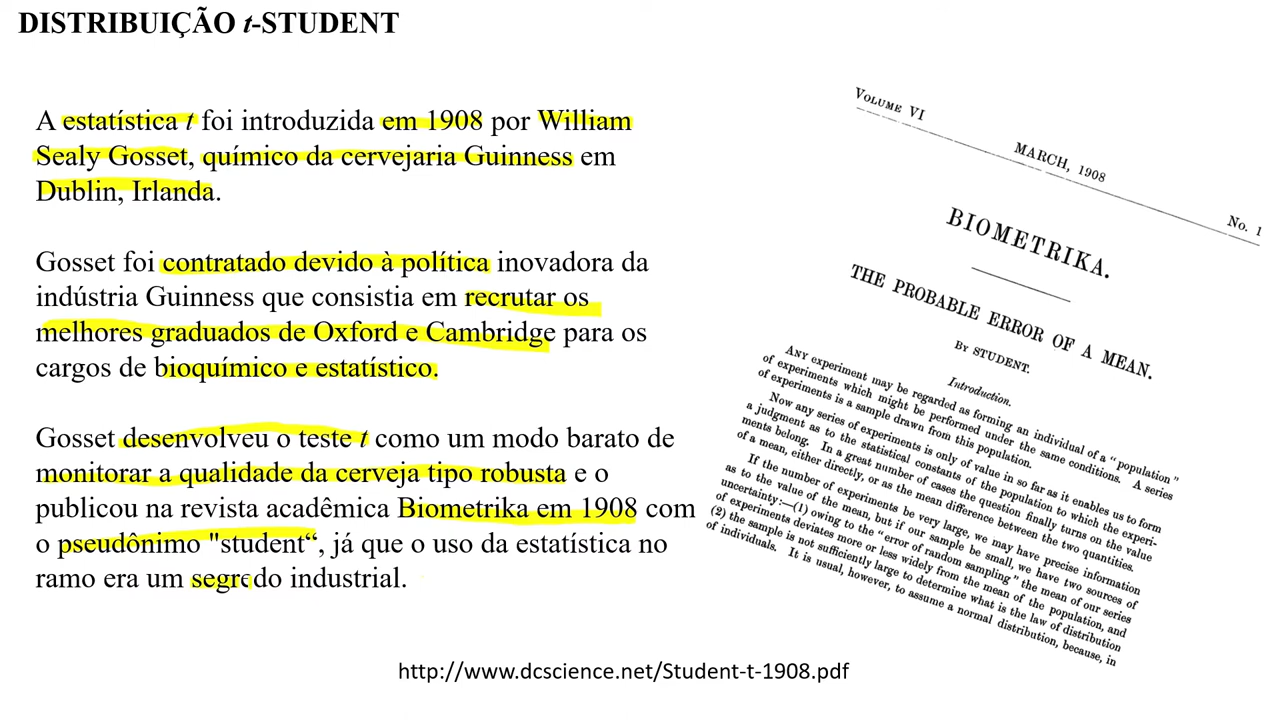 DISTRIBUIÇÃO t-STUDENT
A estatística t foi introduzida em 1908 por William
Sealy Gosset, químico da cervejaria Guinness em
Dublin, Irlanda.
Gosset foi contratado devido à política inovadora da
indústria Guinness que consistia em recrutar os
melhores graduados de Oxford e Cambridge para os
cargos de bioquímico e estatístico.
Gosset desenvolveu o teste t como um modo barato de
monitorar a qualidade da cerveja tipo robusta e o
publicou na revista acadêmica Biometrika em 1908 com
o pseudônimo "student“, já que o uso da estatística no
ramo era um segredo industrial.
VOLUME VI
MARCH, 1908
No. 1
BIOMETRIKA.
THE PROBABLE ERROR OF A MEAN.
BY STUDENT.
Introduction.
ANY experiment may be regarded as forming an individual of a “population”
of experiments which might be performed under the same conditions. A series
of experiments is a sample drawn from this population.
Now any series of experiments is only of value in so far as it enables us to form
a judgment as to the statistical constants of the population to which the experi-
ments belong. In a great number of cases the question finally turns on the value
of a mean, either directly, or as the mean difference between the two quantities.
If the number of experiments be very large, we may have precise information
as to the value of the mean, but if our sample be small, we have two sources of
uncertainty:—(1) owing to the “error of random sampling” the mean of our series
of experiments deviates more or less widely from the mean of the population, and
(2) the sample is not sufficiently large to determine what is the law of distribution
of individuals. It is usual, however, to assume a normal distribution, because, in
http://www.dcscience.net/Student-t-1908.pdf